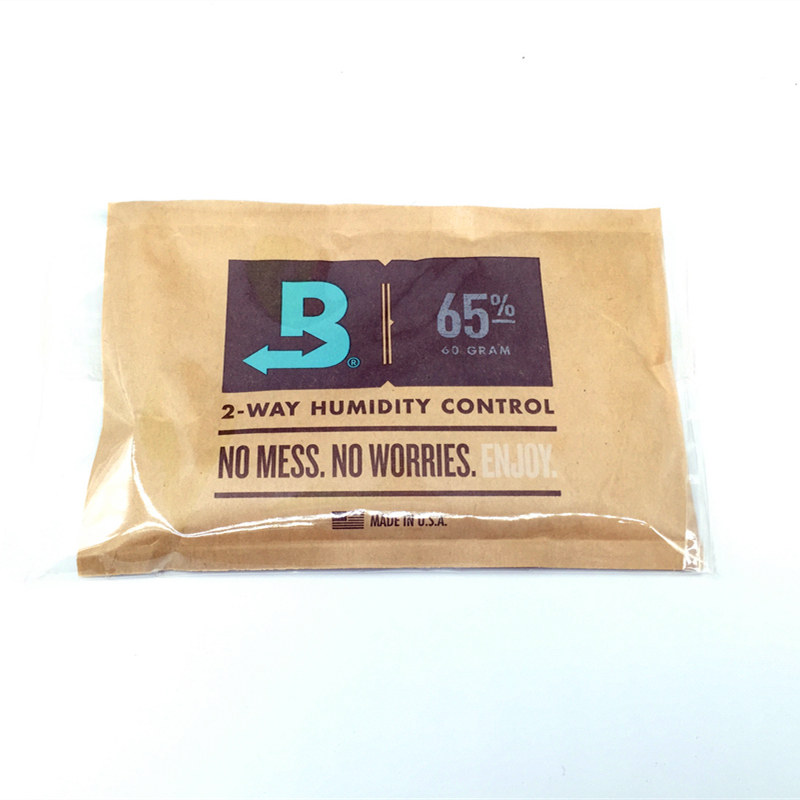 B®
65%
60 GRAM
2-WAY HUMIDITY CONTROL
NO MESS. NO WORRIES. ENJOY.
MADE IN U.S.A.